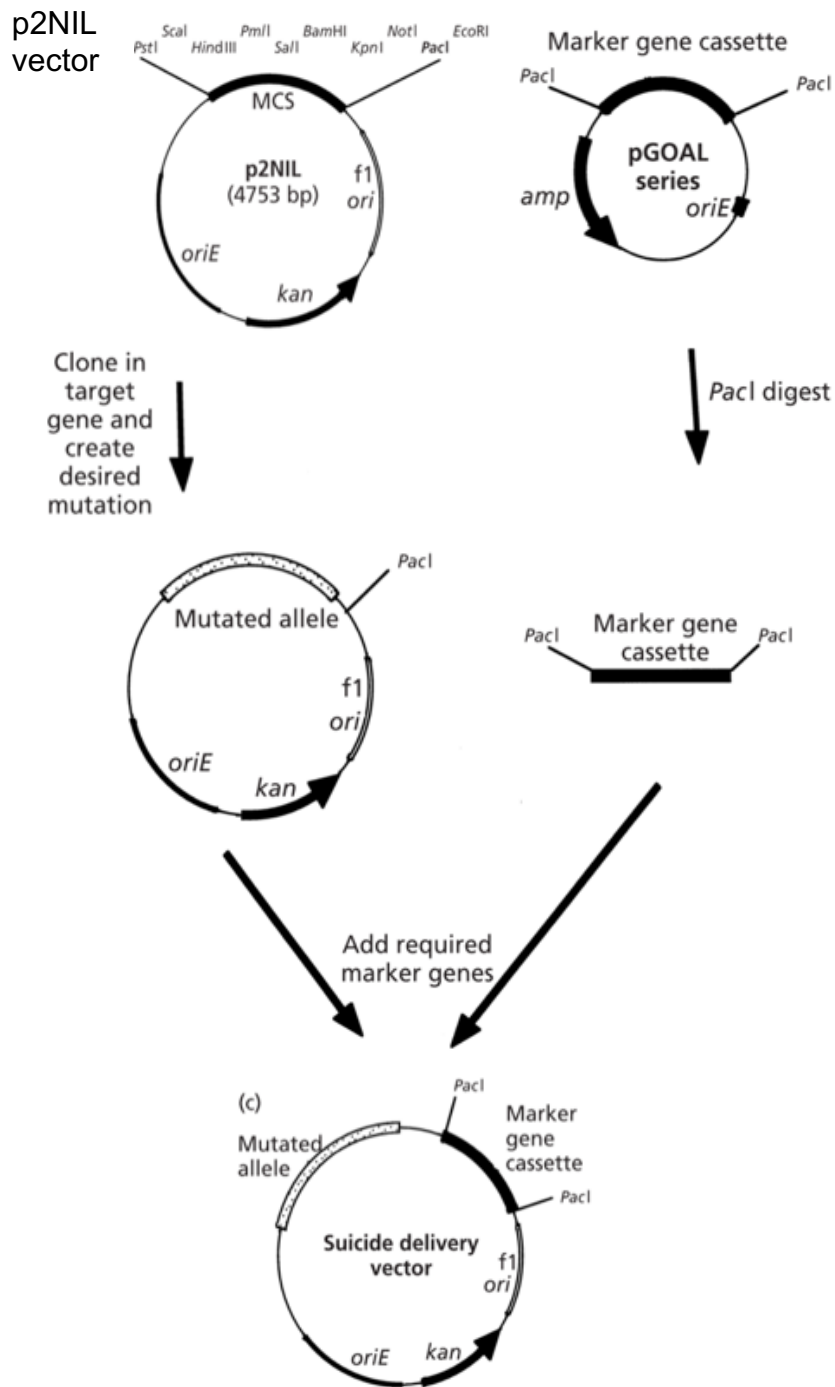 p2NIL
vector
ScaI PmlI BamHI NotI EcoRI
PstI HindIII SalI KpnI PacI
MCS
p2NIL
(4753 bp)
f1
ori
oriE
kan
Marker gene cassette
PacI
PacI
pGOAL
series
amp
oriE
Clone in
target
gene and
create
desired
mutation
PacI digest
PacI
Mutated allele
f1
ori
oriE
kan
PacI
Marker gene
cassette
PacI
Add required
marker genes
(c)
Mutated
allele
PacI
Marker
gene
cassette
PacI
Suicide delivery
vector
f1
ori
oriE
kan